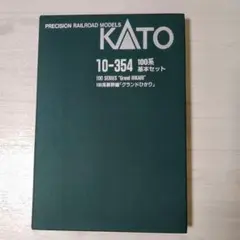 PRECISION RAILROAD MODELS
KATO
10-354 100系 基本セット
100 SERIES "Grand HIKARI"
100系新幹線「グランドひかり」